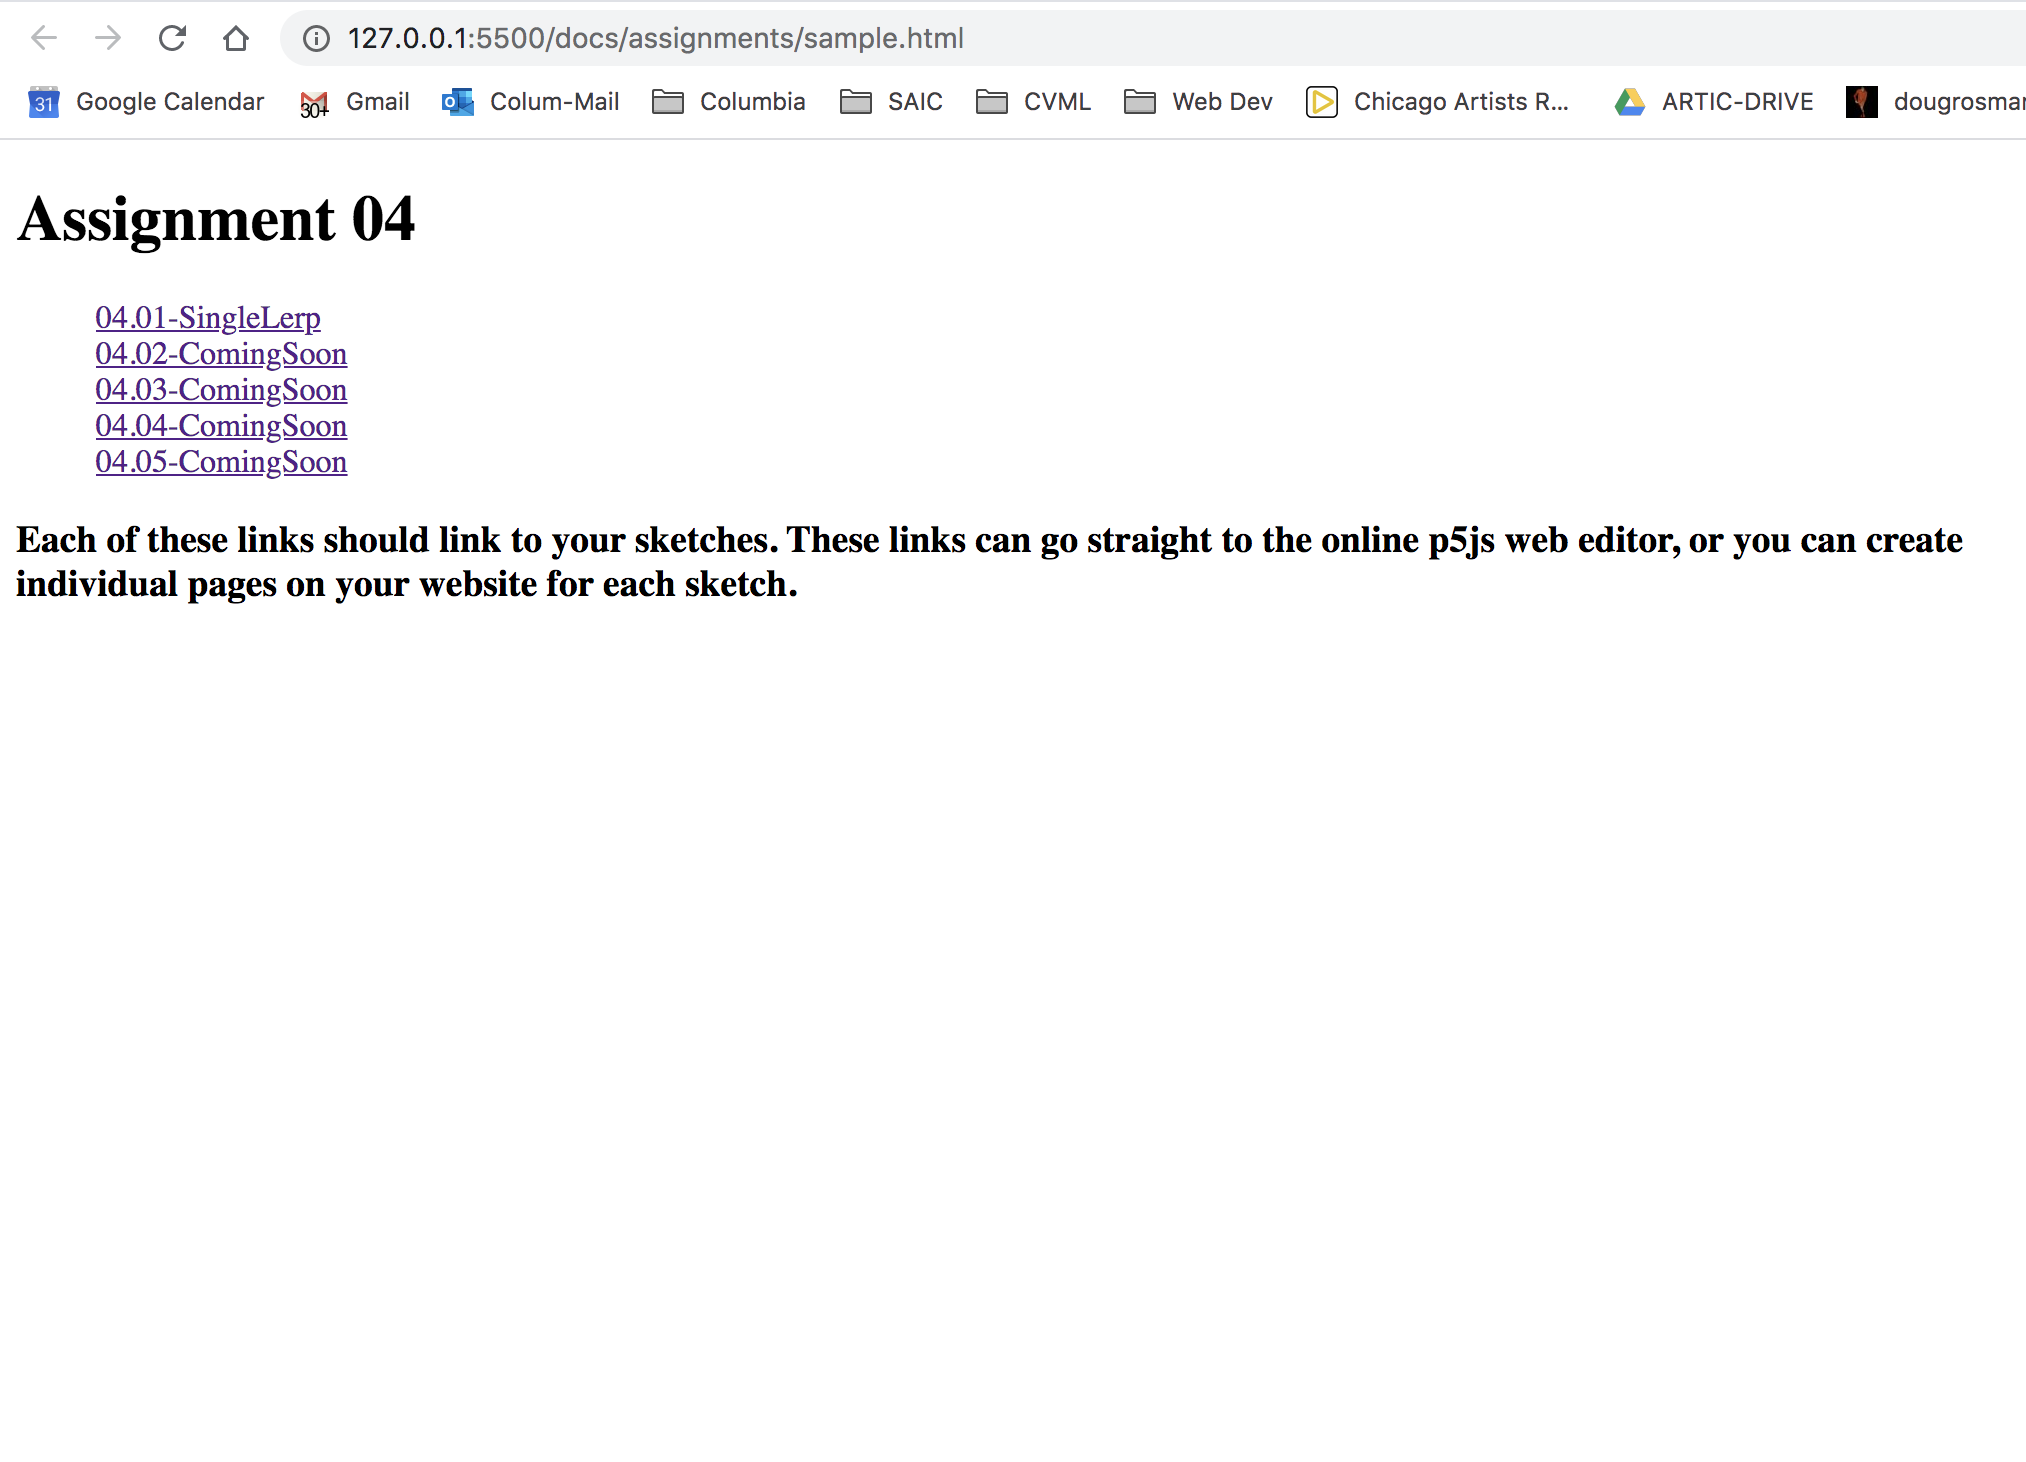 127.0.0.1:5500/docs/assignments/sample.html
31 Google Calendar 30+ Gmail Colum-Mail Columbia SAIC CVML Web Dev Chicago Artists R... ARTIC-DRIVE dougrosmar
Assignment 04
04.01-SingleLerp
04.02-ComingSoon
04.03-ComingSoon
04.04-ComingSoon
04.05-ComingSoon
Each of these links should link to your sketches. These links can go straight to the online p5js web editor, or you can create
individual pages on your website for each sketch.